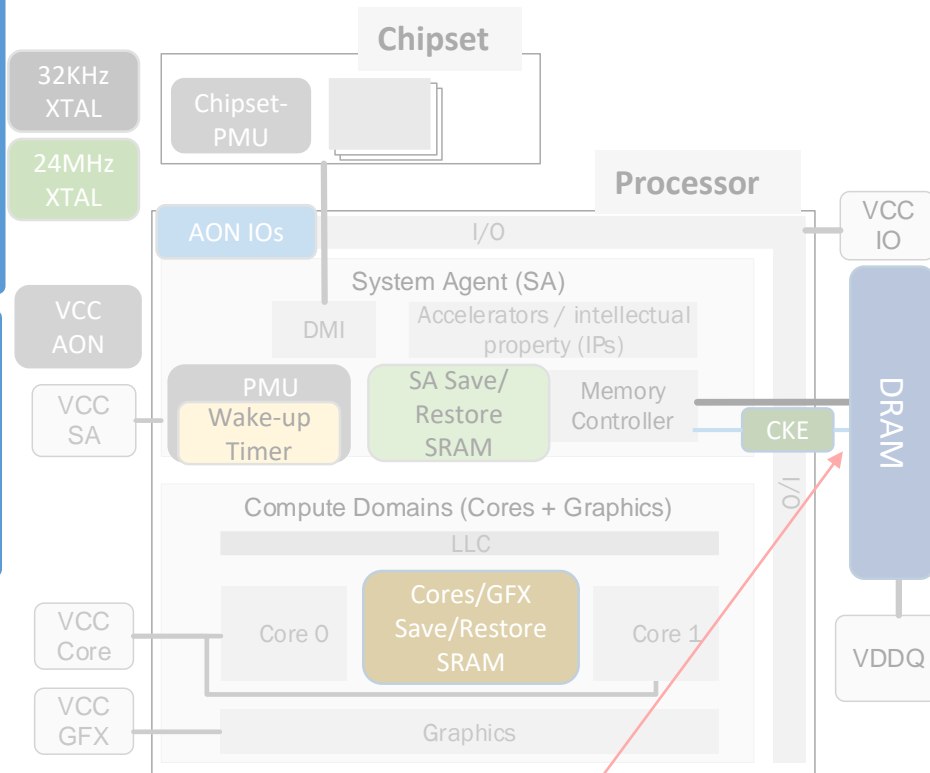 Chipset
32KHz
XTAL
Chipset-
PMU
24MHz
XTAL
Processor
VCC
IO
AON IOs
I/O
System Agent (SA)
VCC
AON
DMI
Accelerators / intellectual
property (IPs)
PMU
Wake-up
Timer
SA Save/
Restore
SRAM
Memory
Controller
VCC
SA
CKE
DRAM
I/O
Compute Domains (Cores + Graphics)
LLC
Core 0
Cores/GFX
Save/Restore
SRAM
Core 1
VCC
Core
VDDQ
VCC
GFX
Graphics